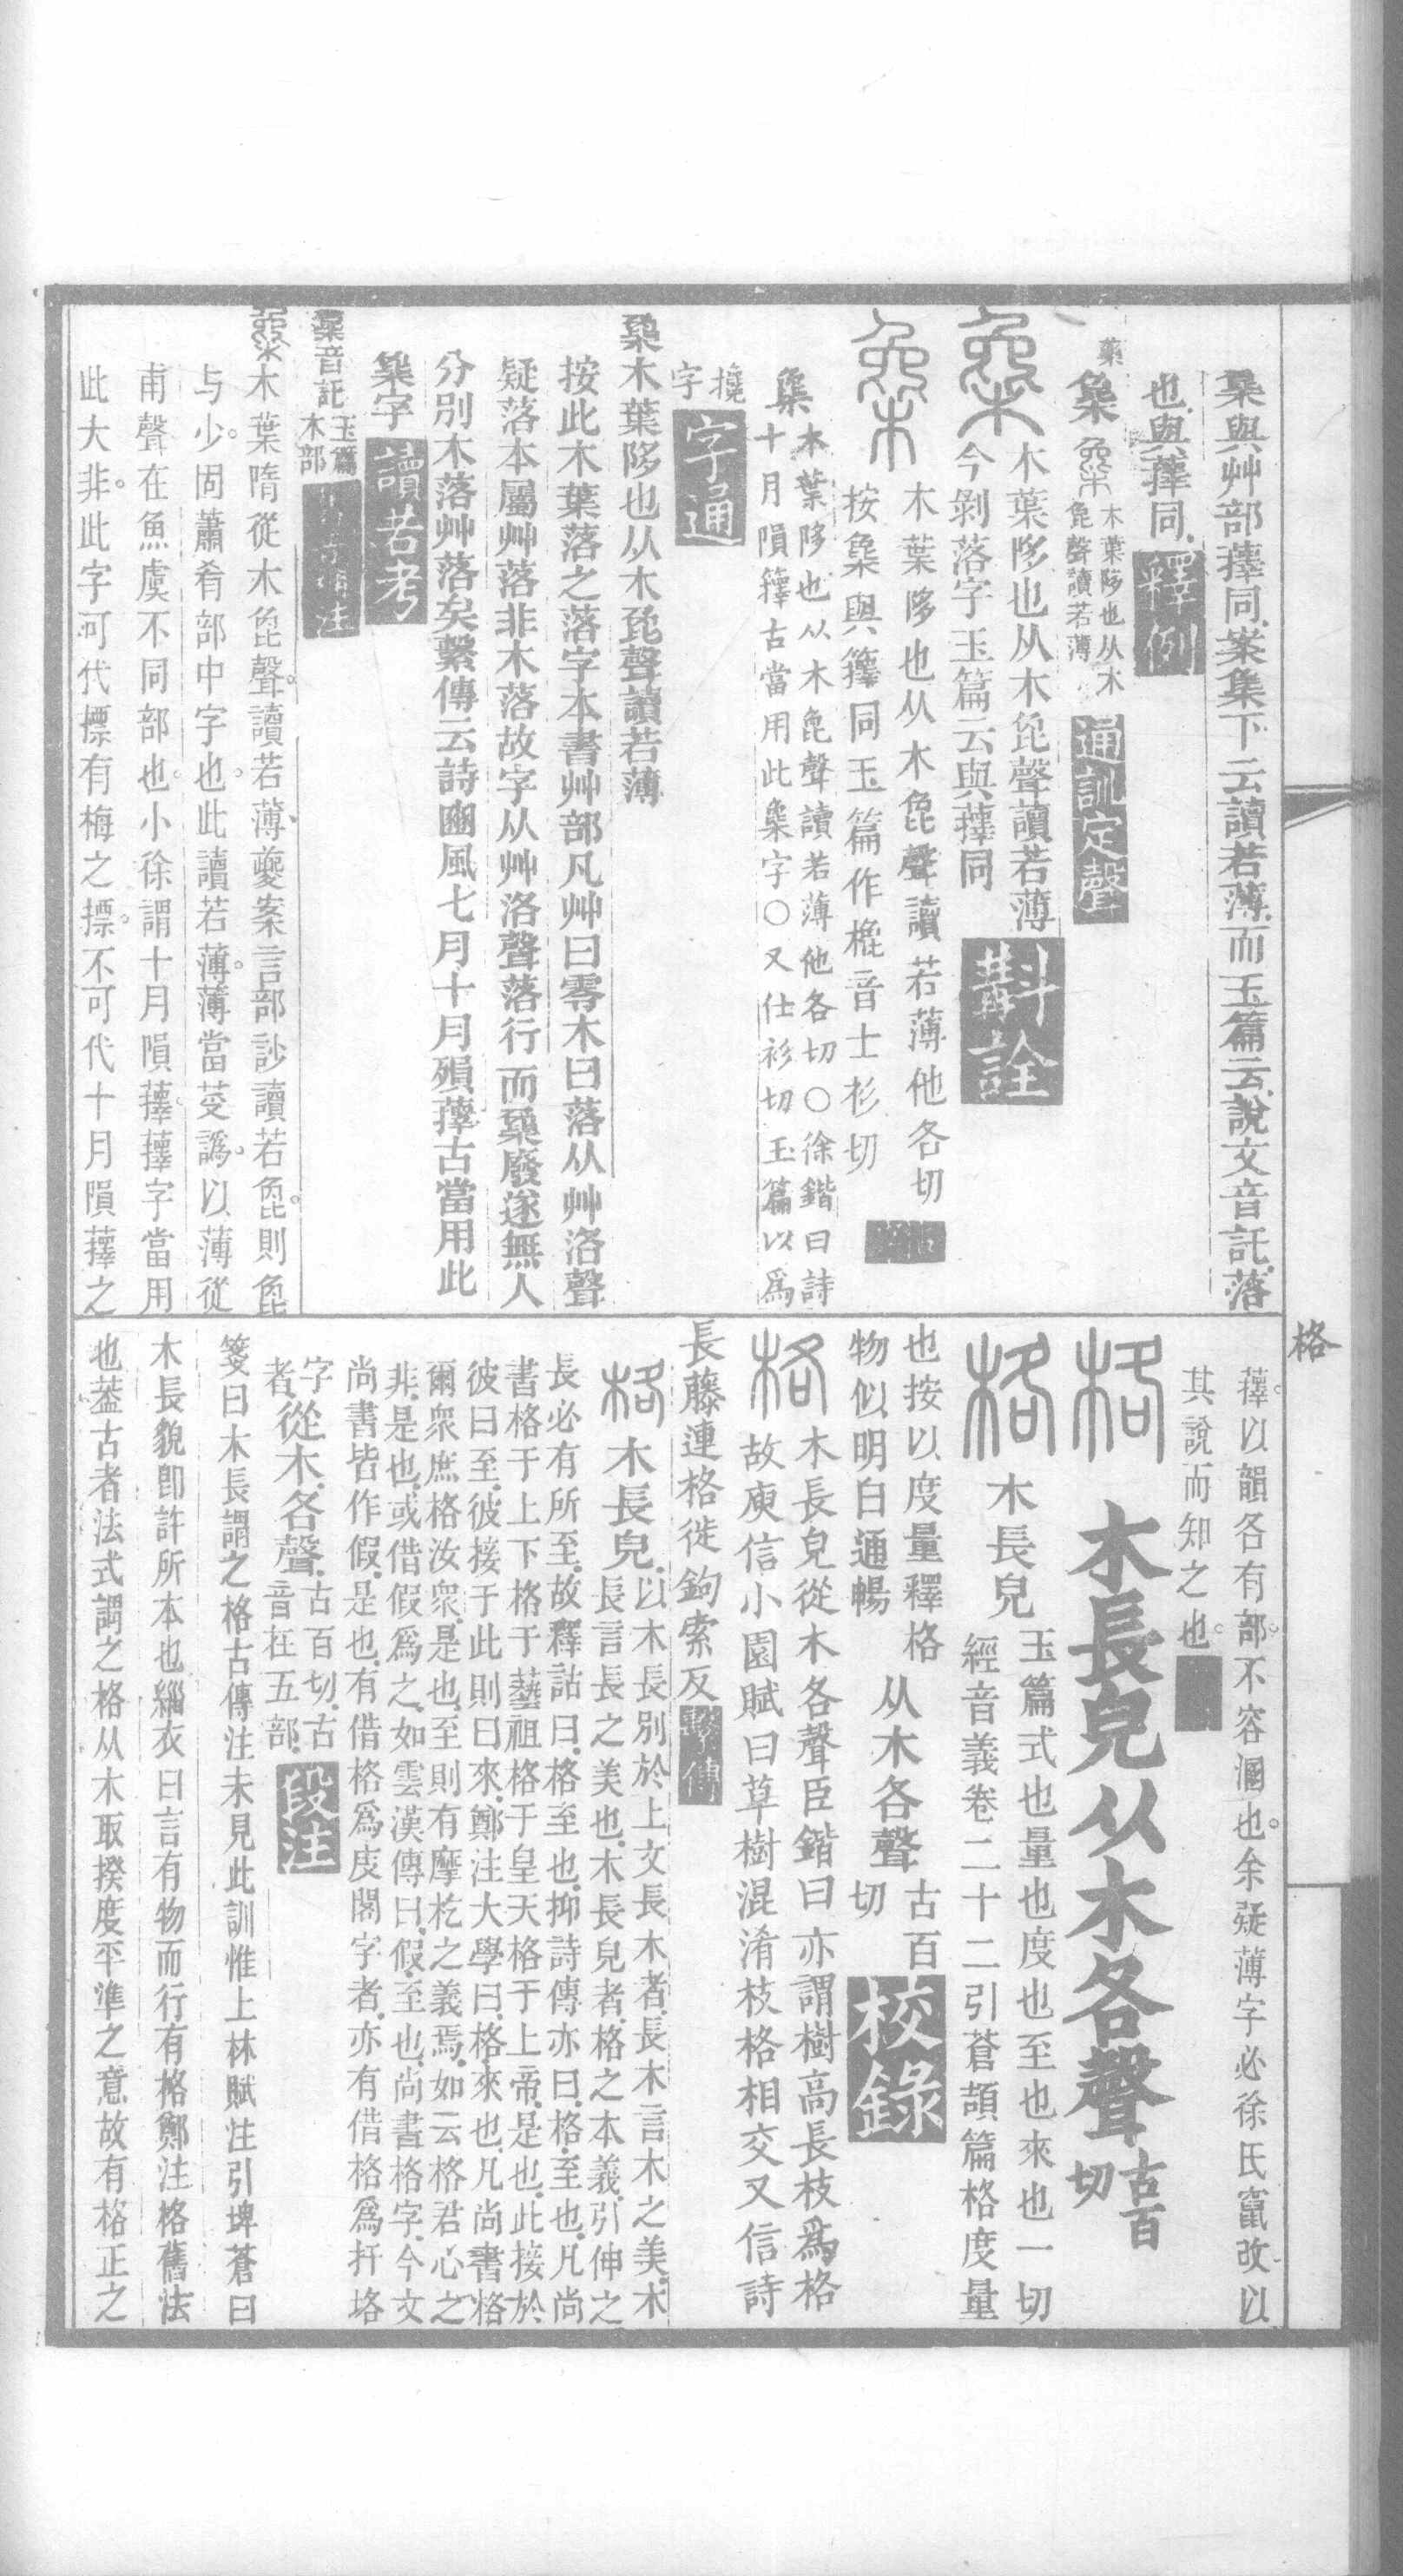 𣛕與艸部蘀同案集下云讀若薄而玉篇云說文音託落
也與蘀同
釋例
𣛕
木葉陊也从木
㲋聲讀若薄
通訓定聲
木葉陊也从木㲋聲讀若薄
今剝落字玉篇云與蘀同
斠詮
木葉陊也从木㲋聲讀若薄他各切
按𣛕與籜同玉篇作櫋音士衫切
木葉陊也从木㲋聲讀若薄他各切○徐鍇曰詩
十月隕籜古當用此𣛕字○又仕衫切玉篇以爲
攙字
字通
𣛕木葉陊也从木㲋聲讀若薄
按此木葉落之落字本書艸部凡艸曰零木曰落从艸洛聲
疑落本屬艸落非木落故字从艸洛聲落行而𣛕廢遂無人
分別木落艸落矣繫傳云詩豳風七月十月殞蘀古當用此
𣛕字
讀若考
𣛕音託
玉篇
木部
木葉隋從木㲋聲讀若薄夔案言部訬讀若㲋則㲋
与少固蕭肴部中字也此讀若薄薄當芟譌以薄從
甫聲在魚虞不同部也小徐謂十月隕蘀蘀字當用
此大非此字可代摽有梅之摽不可代十月隕蘀之
格
蘀以韻各有部不容溷也余疑薄字必徐氏竄改以
其說而知之也
木長皃从木各聲
古百
切
木長皃
玉篇式也量也度也至也來也一切
經音義卷二十二引蒼頡篇格度量
也按以度量釋格
物似明白通暢
从木各聲
古百
切
校錄
木長皃從木各聲臣鍇曰亦謂樹高長枝爲格
故庾信小園賦曰草樹混淆枝格相交又信詩
長藤連格徙鉤索反
繫傳
格
木長皃
以木長別於上文長木者長木言木之美木
長言長之美也木長皃者格之本義引伸之
長必有所至故釋詁曰格至也抑詩傳亦曰格至也凡尚
書格于上下格于藝祖格于皇天格于上帝是也此接於
彼曰至彼接于此則曰來鄭注大學曰格來也凡尚書格
爾眾庶格汝眾是也至則有摩杚之義焉如云格君心之
非是也或借假爲之如雲漢傳曰假至也尚書格字今文
尚書皆作假是也有借格爲庋閣字者亦有借格爲扞垎
字者
從木各聲
古百切古
音在五部
段注
箋曰木長謂之格古傳注未見此訓惟上林賦注引埤蒼曰
木長貌卽許所本也緇衣曰言有物而行有格鄭注格舊法
也葢古者法式謂之格从木取揆度平準之意故有格正之